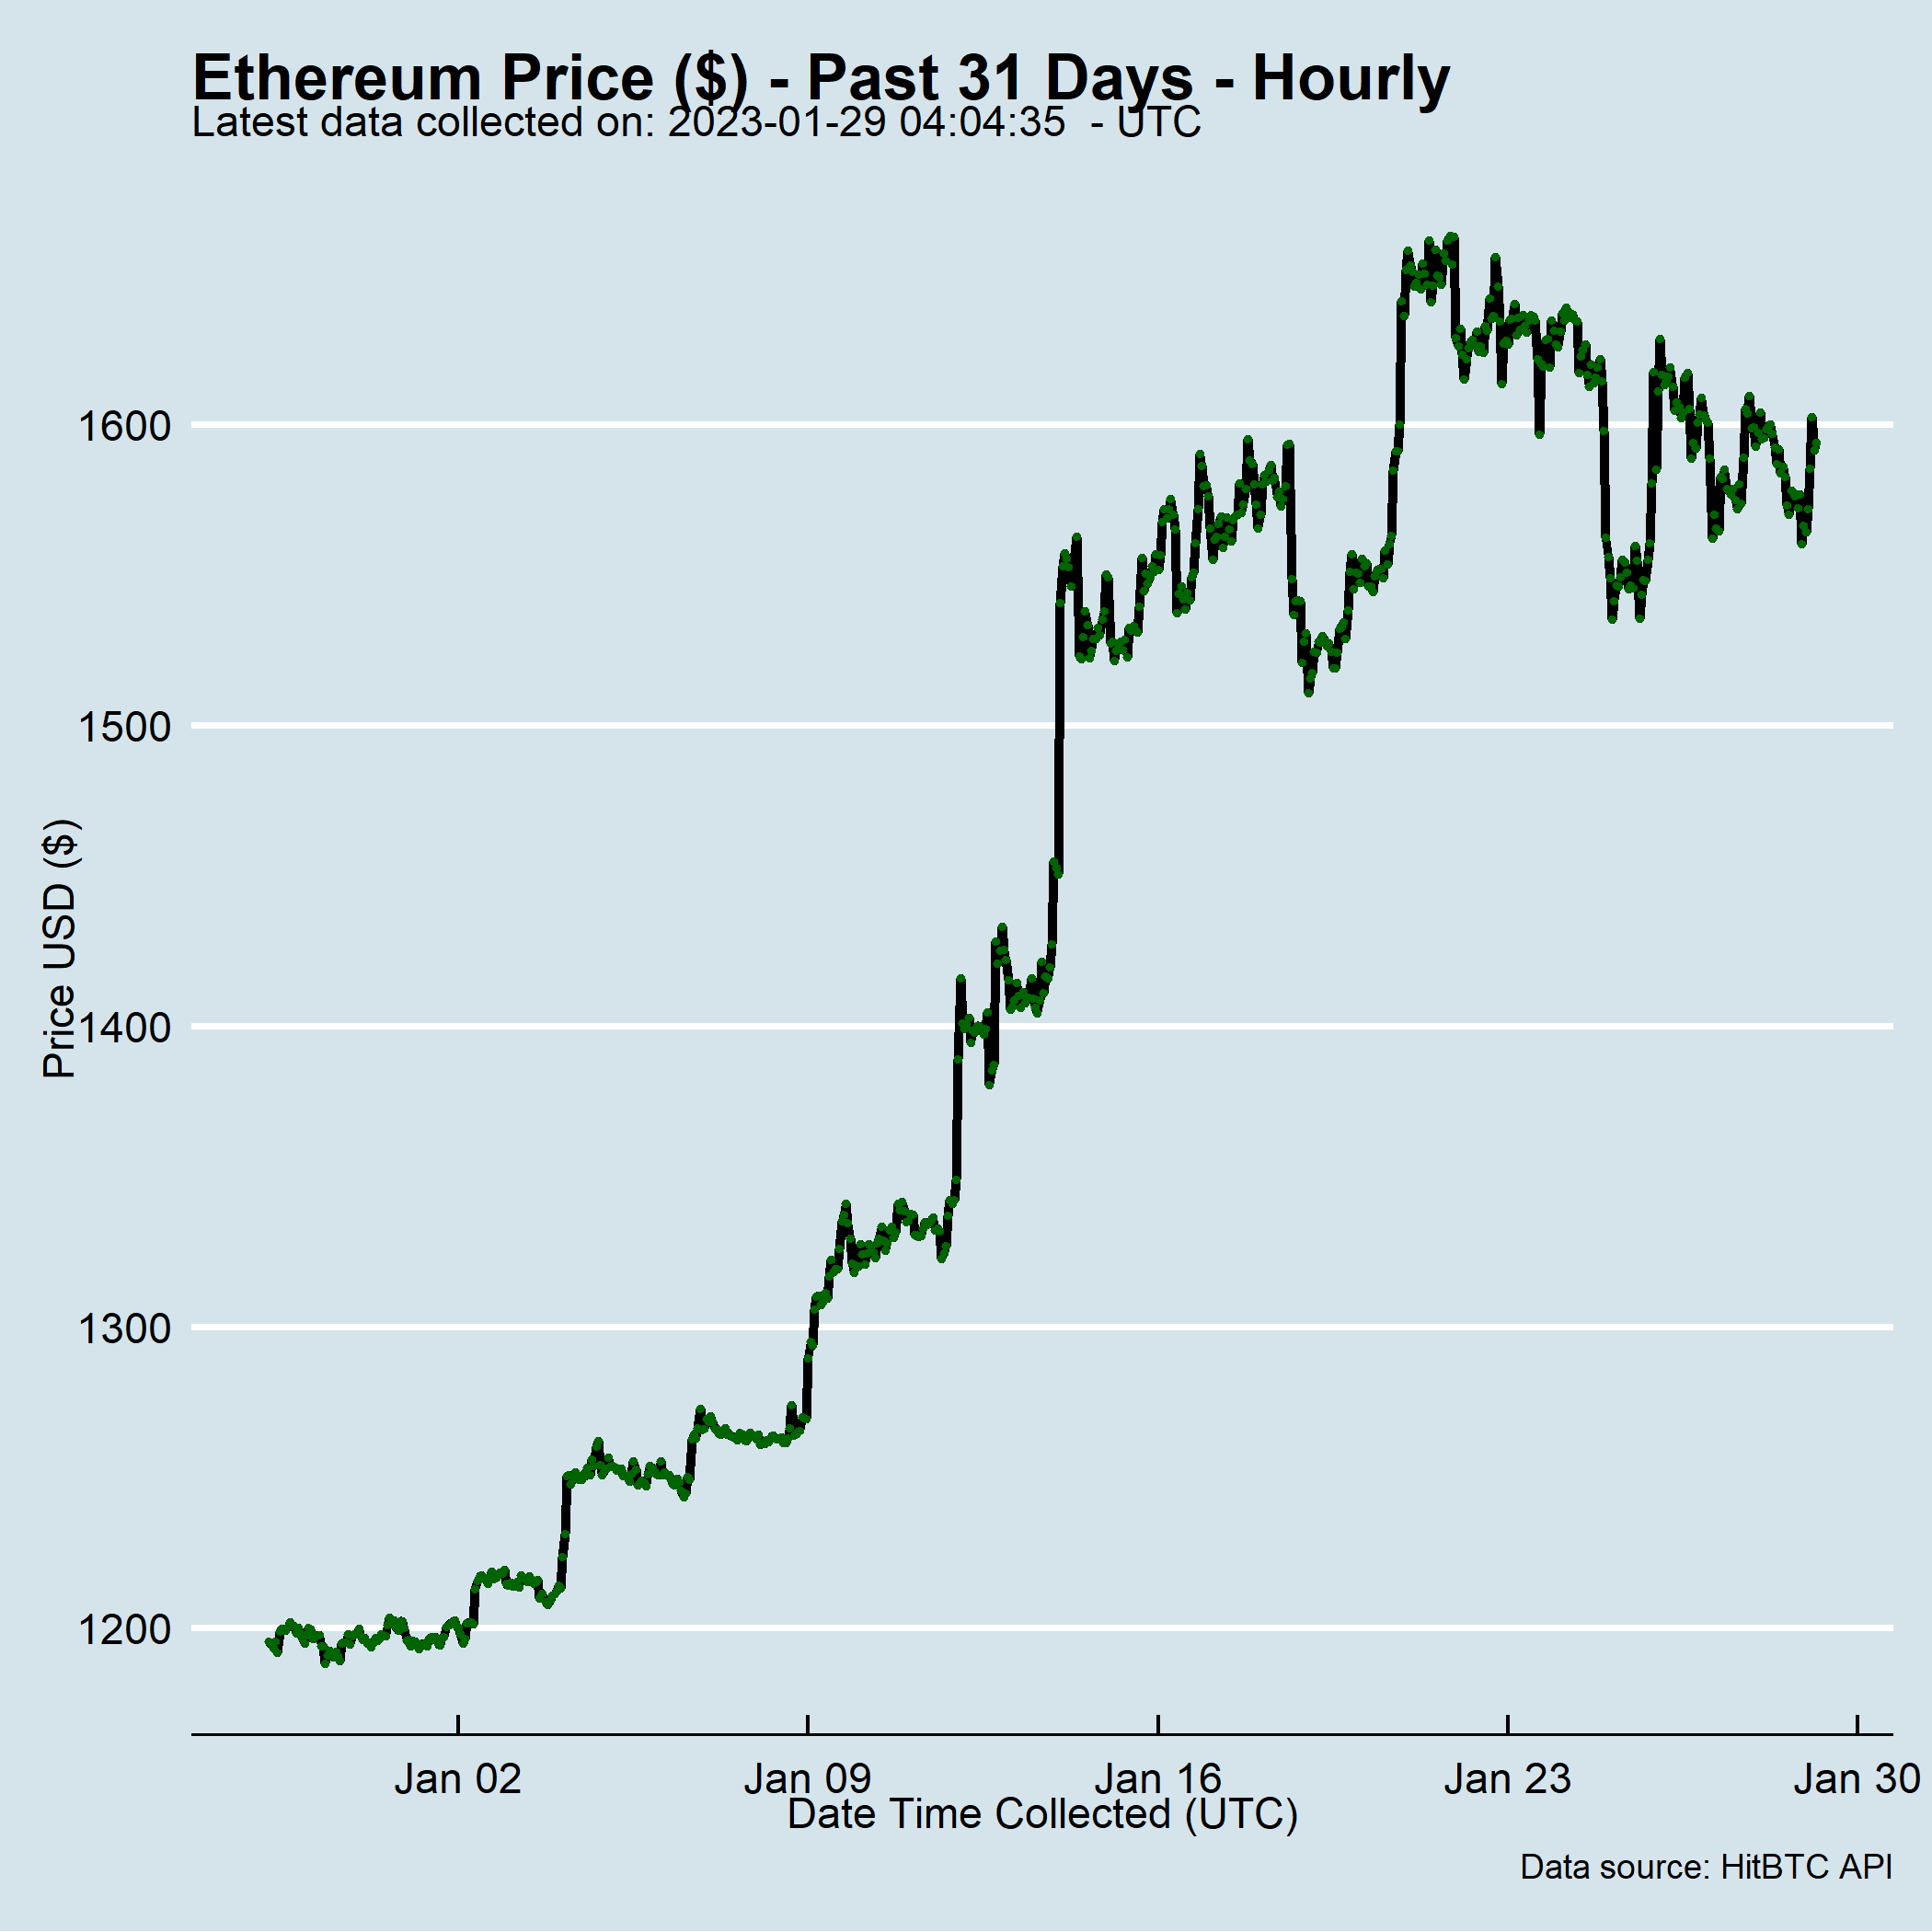 Ethereum Price ($) - Past 31 Days - Hourly
Latest data collected on: 2023-01-29 04:04:35  - UTC
Price USD ($)
1600
1500
1400
1300
1200
Jan 02
Jan 09
Jan 16
Jan 23
Jan 30
Date Time Collected (UTC)
Data source: HitBTC API